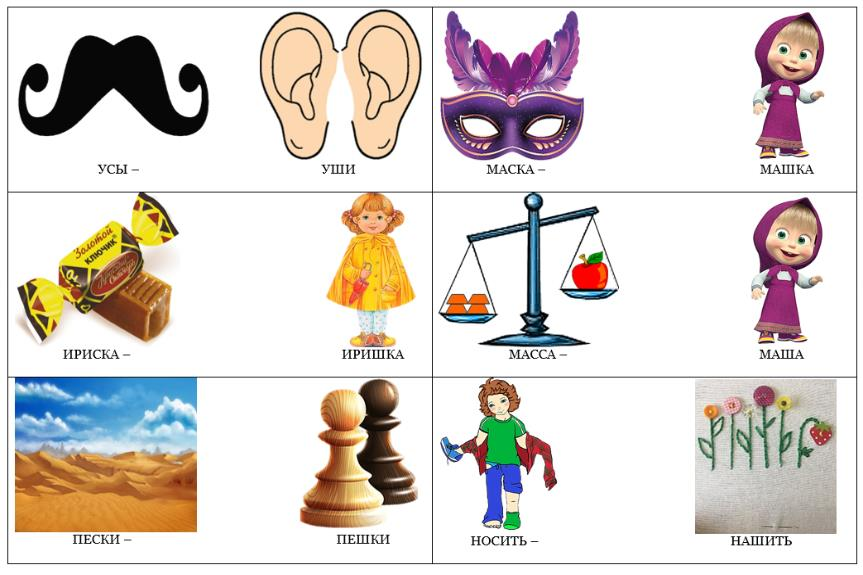 УСЫ –
УШИ
МАСКА –
МАШКА
Золотой
КЛЮЧИК
ИРИСКА –
ИРИШКА
МАССА –
МАША
ПЕСКИ –
ПЕШКИ
НОСИТЬ –
НАШИТЬ